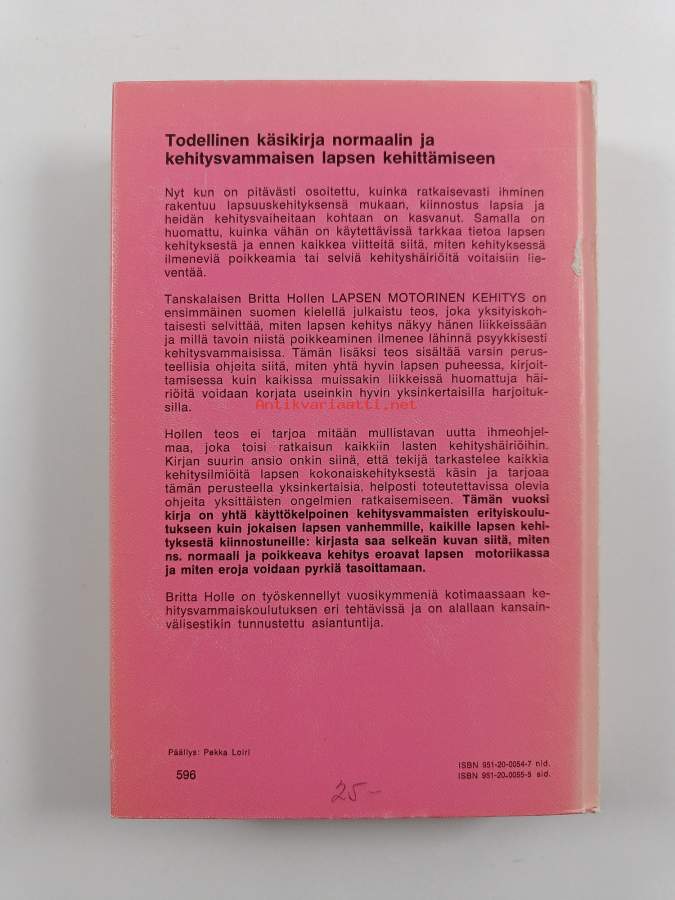 Todellinen käsikirja normaalin ja
kehitysvammaisen lapsen kehittämiseen
Nyt kun on pitävästi osoitettu, kuinka ratkaisevasti ihminen
rakentuu lapsuuskehityksensä mukaan, kiinnostus lapsia ja
heidän kehitysvaiheitaan kohtaan on kasvanut. Samalla on
huomattu, kuinka vähän on käytettävissä tarkkaa tietoa lapsen
kehityksestä ja ennen kaikkea viitteitä siitä, miten kehityksessä
ilmeneviä poikkeamia tai selviä kehityshäiriöitä voitaisiin lie-
ventää.
Tanskalaisen Britta Hollen LAPSEN MOTORINEN KEHITYS on
ensimmäinen suomen kielellä julkaistu teos, joka yksityiskoh-
taisesti selvittää, miten lapsen kehitys näkyy hänen liikkeissään
ja millä tavoin niistä poikkeaminen ilmenee lähinnä psyykkisesti
kehitysvammaisissa. Tämän lisäksi teos sisältää varsin perus-
teellisia ohjeita siitä, miten yhtä hyvin lapsen puheessa, kirjoit-
tamisessa kuin kaikissa muissakin liikkeissä huomattuja häi-
riöitä voidaan korjata useinkin hyvin yksinkertaisilla harjoituk-
silla.
Antikvariaatti.net
Hollen teos ei tarjoa mitään mullistavan uutta ihmeohjel-
maa, joka toisi ratkaisun kaikkiin lasten kehityshäiriöihin.
Kirjan suurin ansio onkin siinä, että tekijä tarkastelee kaikkia
kehitysilmiöitä lapsen kokonaiskehityksestä käsin ja tarjoaa
tämän perusteella yksinkertaisia, helposti toteutettavissa olevia
ohjeita yksittäisten ongelmien ratkaisemiseen. Tämän vuoksi
kirja on yhtä käyttökelpoinen kehitysvammaisten erityiskoulu-
tukseen kuin jokaisen lapsen vanhemmille, kaikille lapsen kehi-
tyksestä kiinnostuneille: kirjasta saa selkeän kuvan siitä, miten
ns. normaali ja poikkeava kehitys eroavat lapsen motoriikassa
ja miten eroja voidaan pyrkiä tasoittamaan.
Britta Holle on työskennellyt vuosikymmeniä kotimaassaan ke-
hitysvammaiskoulutuksen eri tehtävissä ja on alallaan kansain-
välisestikin tunnustettu asiantuntija.
Päällys: Pekka Loiri
596
ISBN 951-20-0054-7 nid.
ISBN 951-20-0055-5 sid.
25-